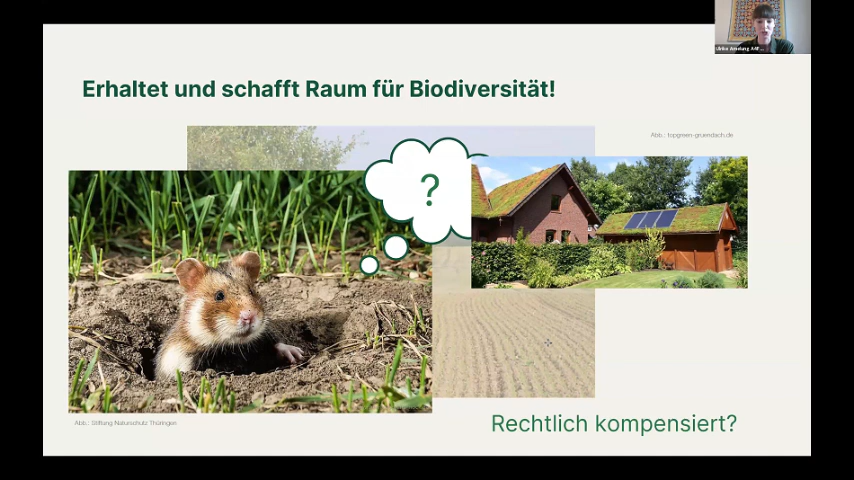 Erhaltet und schafft Raum für Biodiversität!
Abb.: topgreen-gruendach.de
?
Abb.: Stiftung Naturschutz Thüringen
Rechtlich kompensiert?